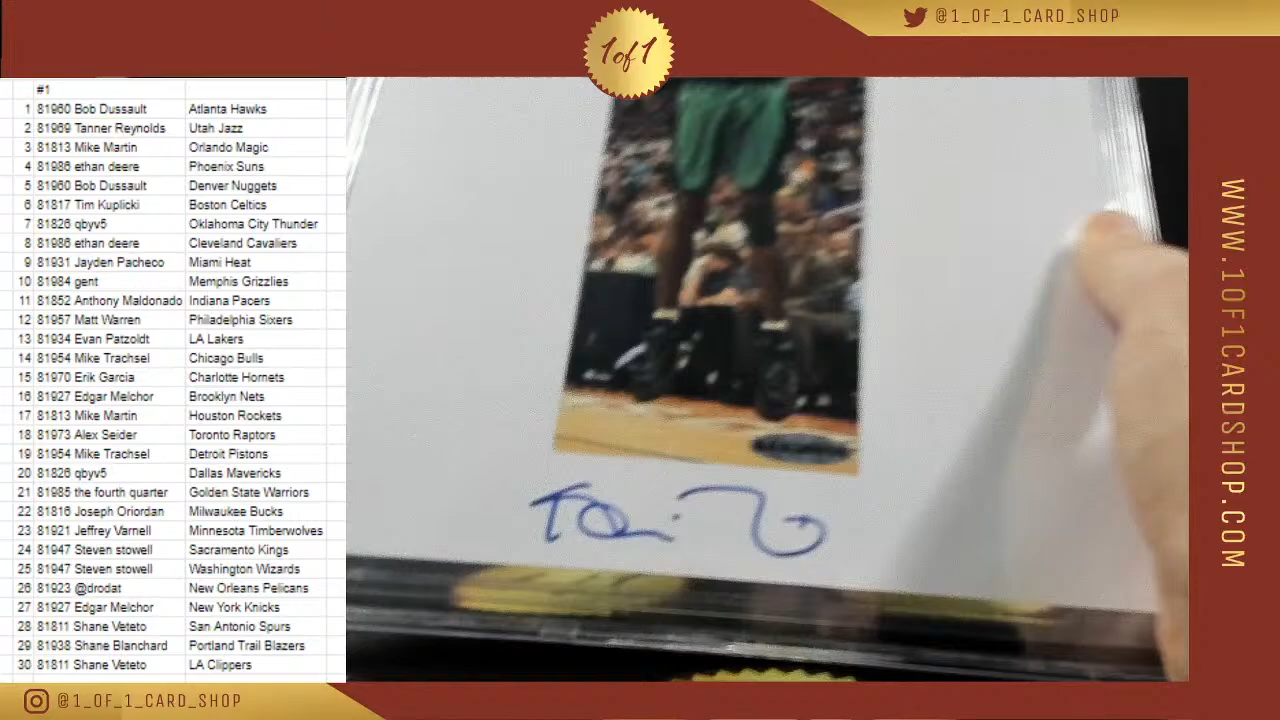 @1_OF_1_CARD_SHOP
1of1
#1
1 81960 Bob Dussault Atlanta Hawks
2 81969 Tanner Reynolds Utah Jazz
3 81813 Mike Martin Orlando Magic
4 81986 ethan deere Phoenix Suns
5 81960 Bob Dussault Denver Nuggets
6 81817 Tim Kuplicki Boston Celtics
7 81826 qbyv5 Oklahoma City Thunder
8 81986 ethan deere Cleveland Cavaliers
9 81931 Jayden Pacheco Miami Heat
10 81984 gent Memphis Grizzlies
11 81852 Anthony Maldonado Indiana Pacers
12 81957 Matt Warren Philadelphia Sixers
13 81934 Evan Patzoldt LA Lakers
14 81954 Mike Trachsel Chicago Bulls
15 81970 Erik Garcia Charlotte Hornets
16 81927 Edgar Melchor Brooklyn Nets
17 81813 Mike Martin Houston Rockets
18 81973 Alex Seider Toronto Raptors
19 81954 Mike Trachsel Detroit Pistons
20 81826 qbyv5 Dallas Mavericks
21 81985 the fourth quarter Golden State Warriors
22 81816 Joseph Oriordan Milwaukee Bucks
23 81921 Jeffrey Varnell Minnesota Timberwolves
24 81947 Steven stowell Sacramento Kings
25 81947 Steven stowell Washington Wizards
26 81923 @drodat New Orleans Pelicans
27 81927 Edgar Melchor New York Knicks
28 81811 Shane Veteto San Antonio Spurs
29 81938 Shane Blanchard Portland Trail Blazers
30 81811 Shane Veteto LA Clippers
WWW.1OF1CARDSHOP.COM
@1_OF_1_CARD_SHOP